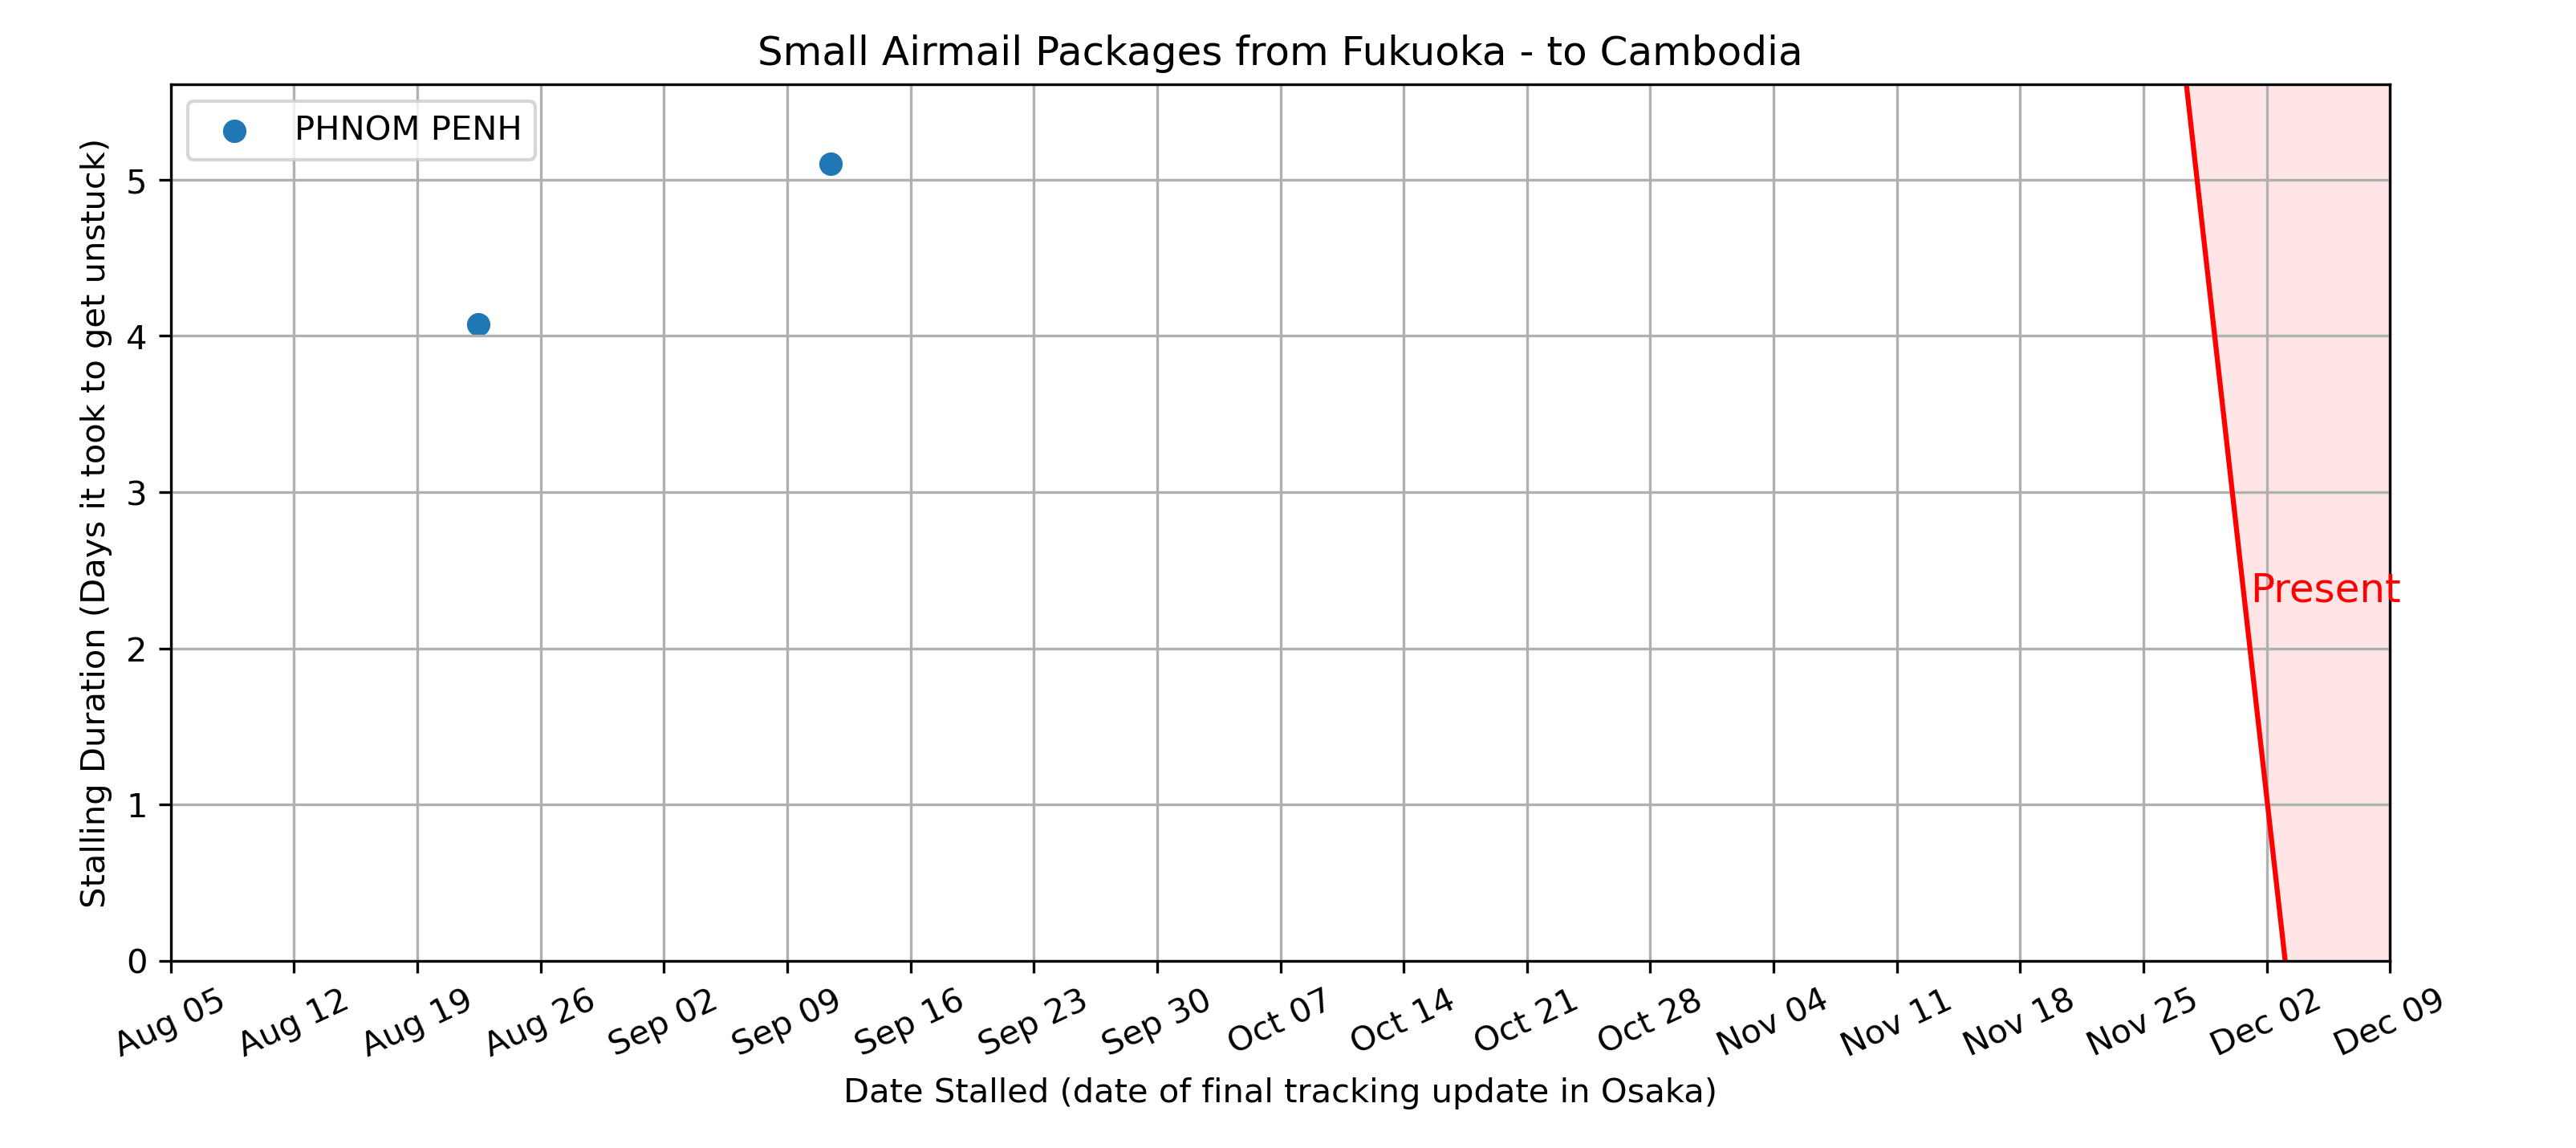 Small Airmail Packages from Fukuoka - to Cambodia
PHNOM PENH
Stalling Duration (Days it took to get unstuck)
5
4
3
2
1
0
Present
Aug 05
Aug 12
Aug 19
Aug 26
Sep 02
Sep 09
Sep 16
Sep 23
Sep 30
Oct 07
Oct 14
Oct 21
Oct 28
Nov 04
Nov 11
Nov 18
Nov 25
Dec 02
Dec 09
Date Stalled (date of final tracking update in Osaka)